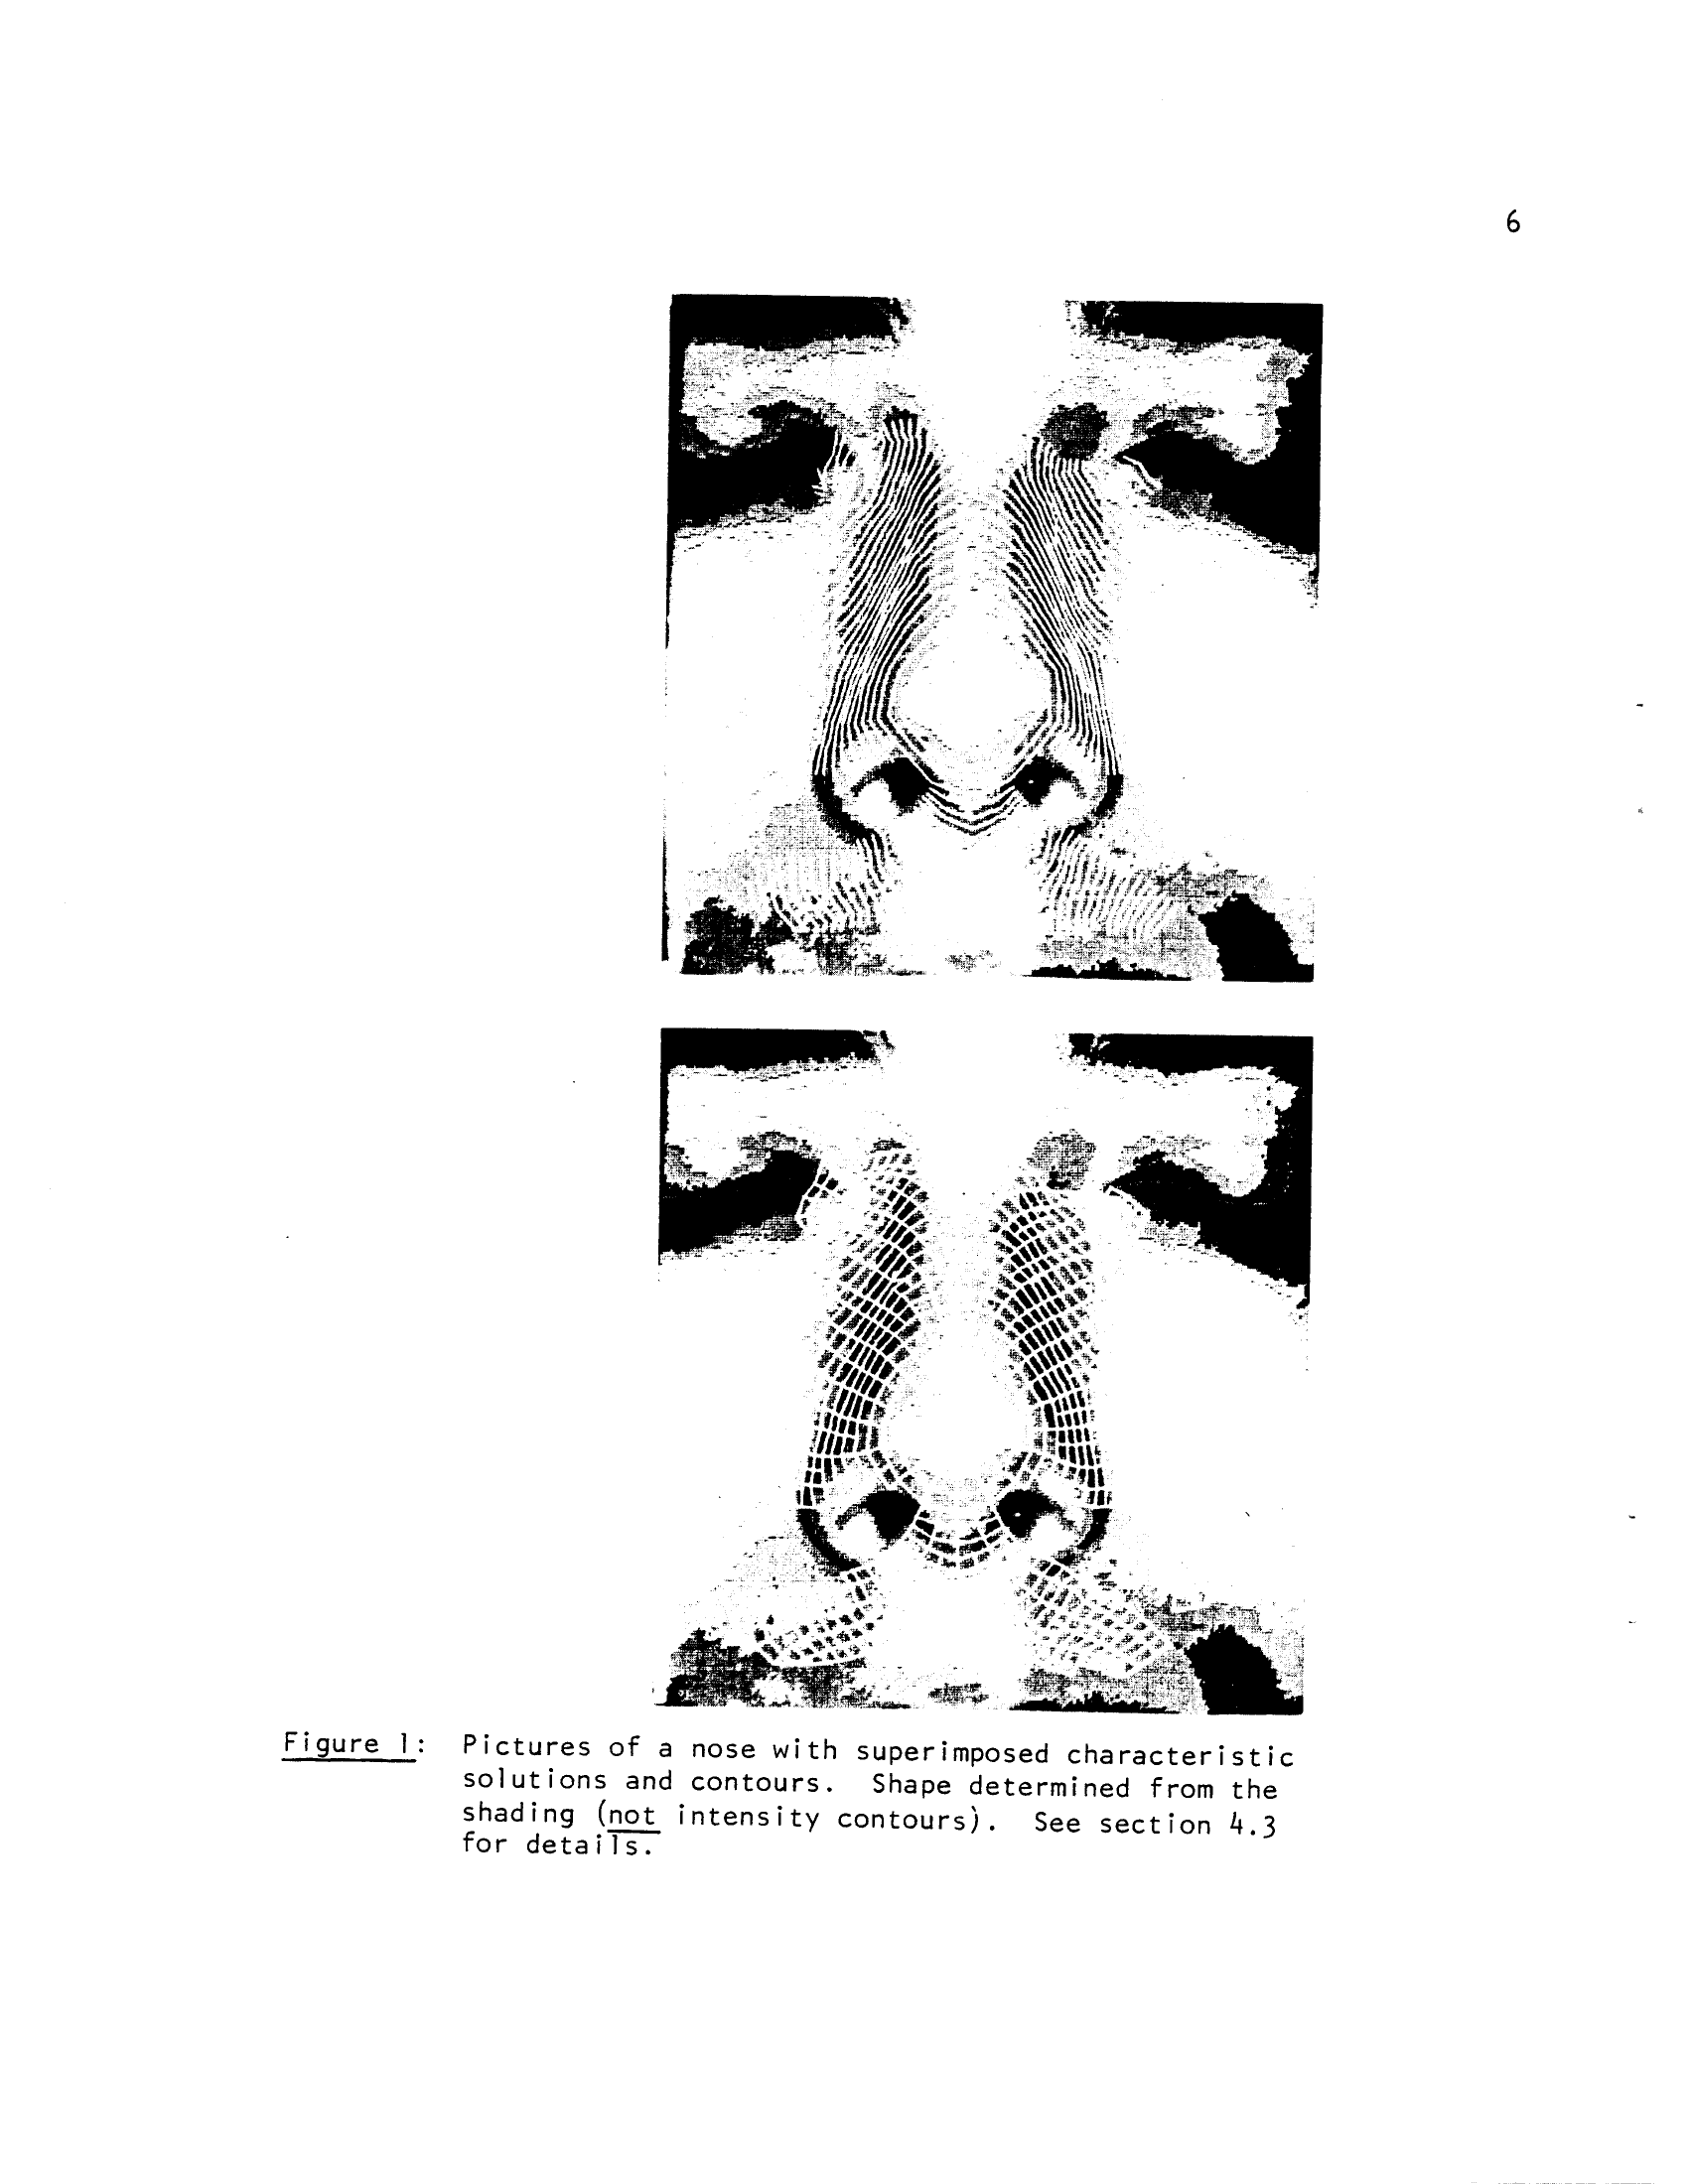 6
Figure 1: Pictures of a nose with superimposed characteristic
solutions and contours. Shape determined from the
shading (not intensity contours). See section 4.3
for details.